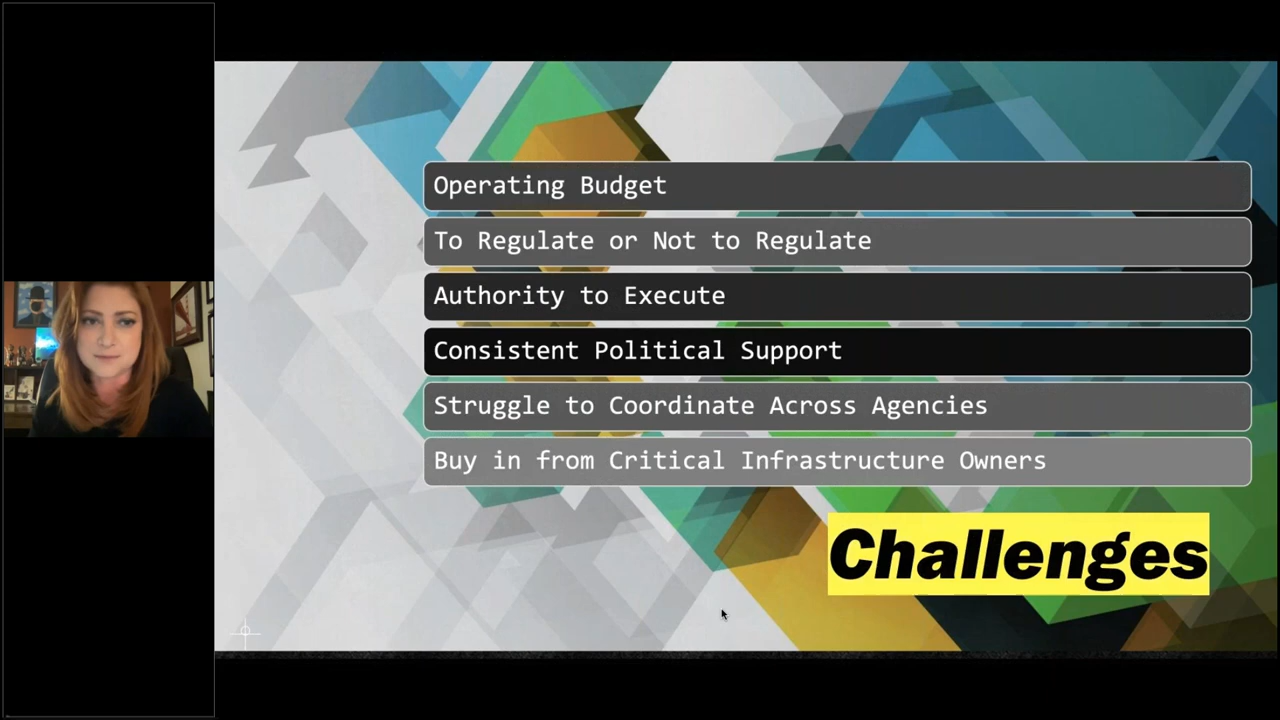 Operating Budget
To Regulate or Not to Regulate
Authority to Execute
Consistent Political Support
Struggle to Coordinate Across Agencies
Buy in from Critical Infrastructure Owners
Challenges